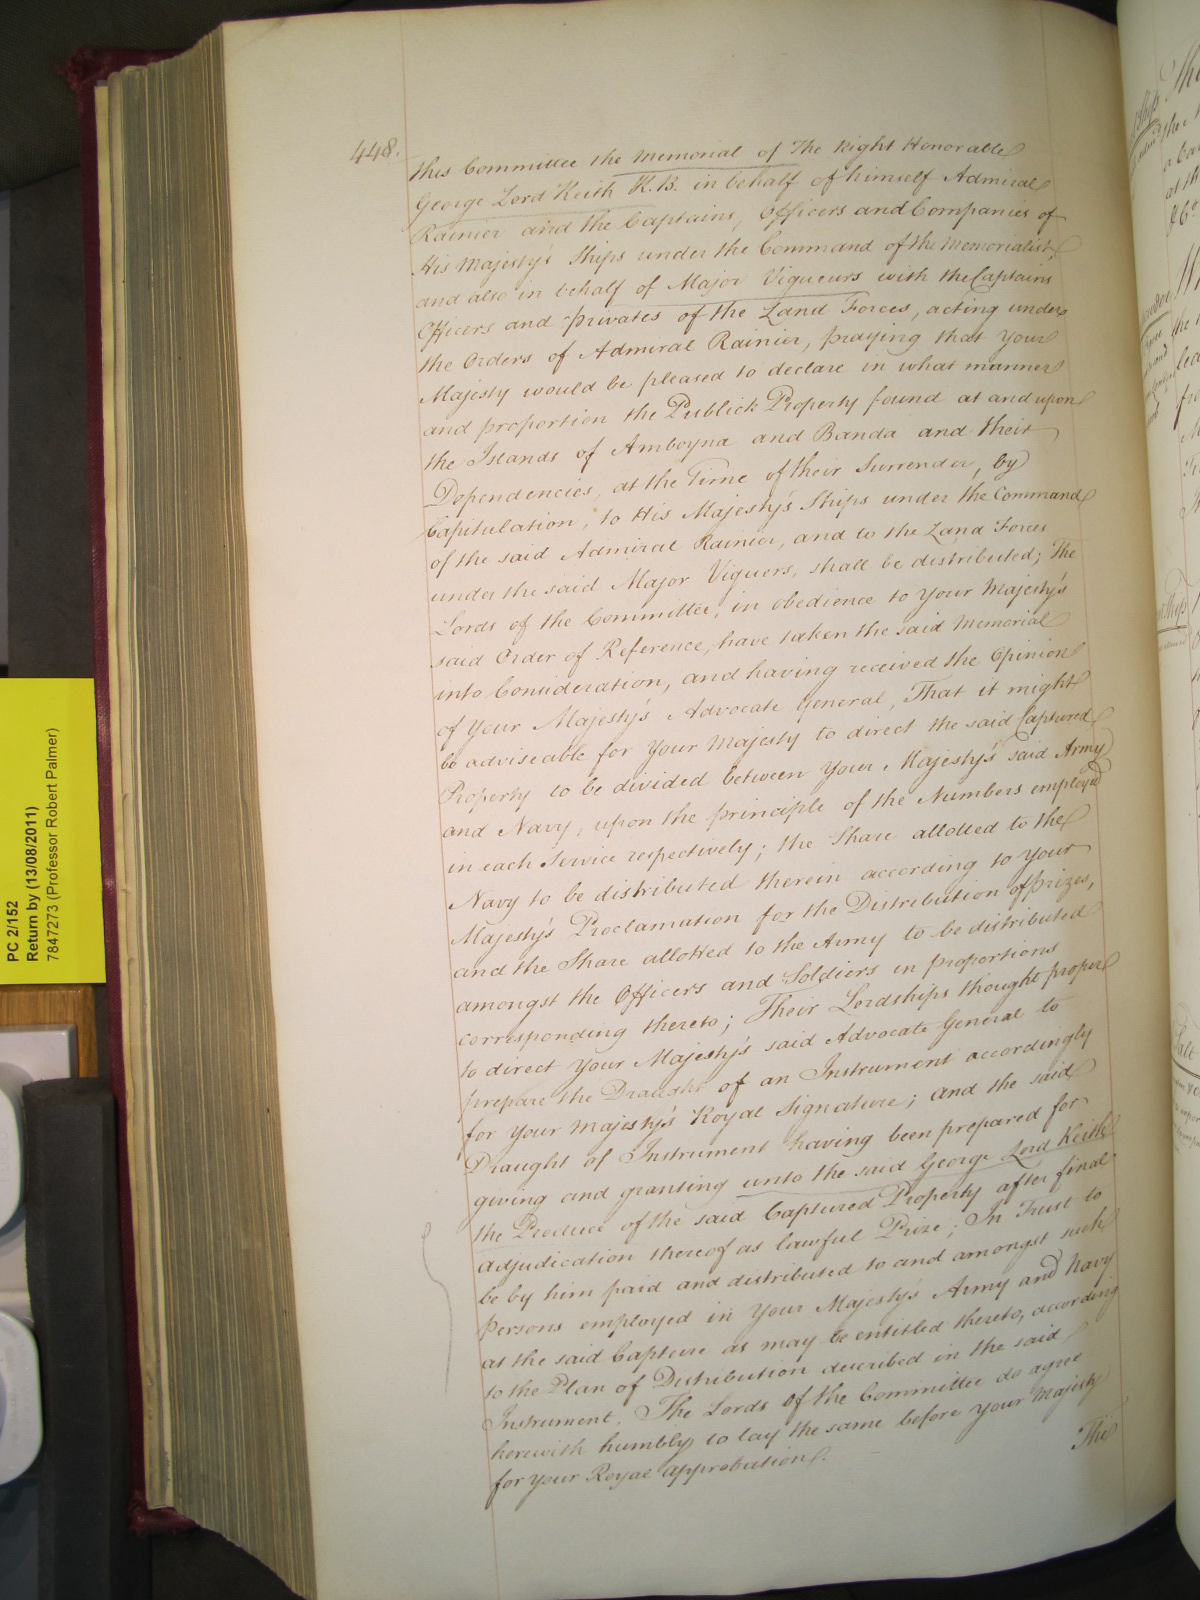 448.
this Committee the Memorial of The Right Honorable
George Lord Keith K.B. in behalf of himself Admiral
Rainier and the Captains, Officers and Companies of
His Majesty's Ships under the Command of the Memorialist,
and also in behalf of Major Vigueurs with the Captains
Officers and privates of the Land Forces, acting under
the Orders of Admiral Rainier, praying that Your
Majesty would be pleased to declare in what manner
and proportion the Publick Property found at and upon
the Islands of Amboyna and Banda and their
Dependencies, at the Time of their Surrender, by
Capitulation, to His Majesty's Ships under the Command
of the said Admiral Rainier, and to the Land Forces
under the said Major Viguers, shall be distributed; The
Lords of the Committee, in obedience to Your Majesty's
said Order of Reference, have taken the said Memorial
into Consideration, and having received the Opinion
of Your Majesty's Advocate General, That it might
be adviseable for Your Majesty to direct the said Captured
Property to be divided between Your Majesty's said Army
and Navy, upon the principle of the Numbers employed
in each Service respectively; the Share allotted to the
Navy to be distributed therein according to Your
Majesty's Proclamation for the Distribution of prizes,
and the Share allotted to the Army to be distributed
amongst the Officers and Soldiers in proportions
corresponding thereto; Their Lordships thought proper
to direct Your Majesty's said Advocate General to
prepare the Draught of an Instrument accordingly
for Your Majesty's Royal Signature; and the said
Draught of Instrument having been prepared for
giving and granting unto the said George Lord Keith
the Produce of the said Captured Property after final
adjudication thereof as lawful Prize; In Trust to
be by him paid and distributed to and amongst such
Persons employed in Your Majesty's Army and Navy
at the said Capture as may be entitled thereto, according
to the Plan of Distribution described in the said
Instrument. The Lords of the Committee do agree
herewith humbly to lay the same before Your Majesty
for Your Royal approbation.
The
PC 2/152
Return by (13/08/2011)
7847273 (Professor Robert Palmer)